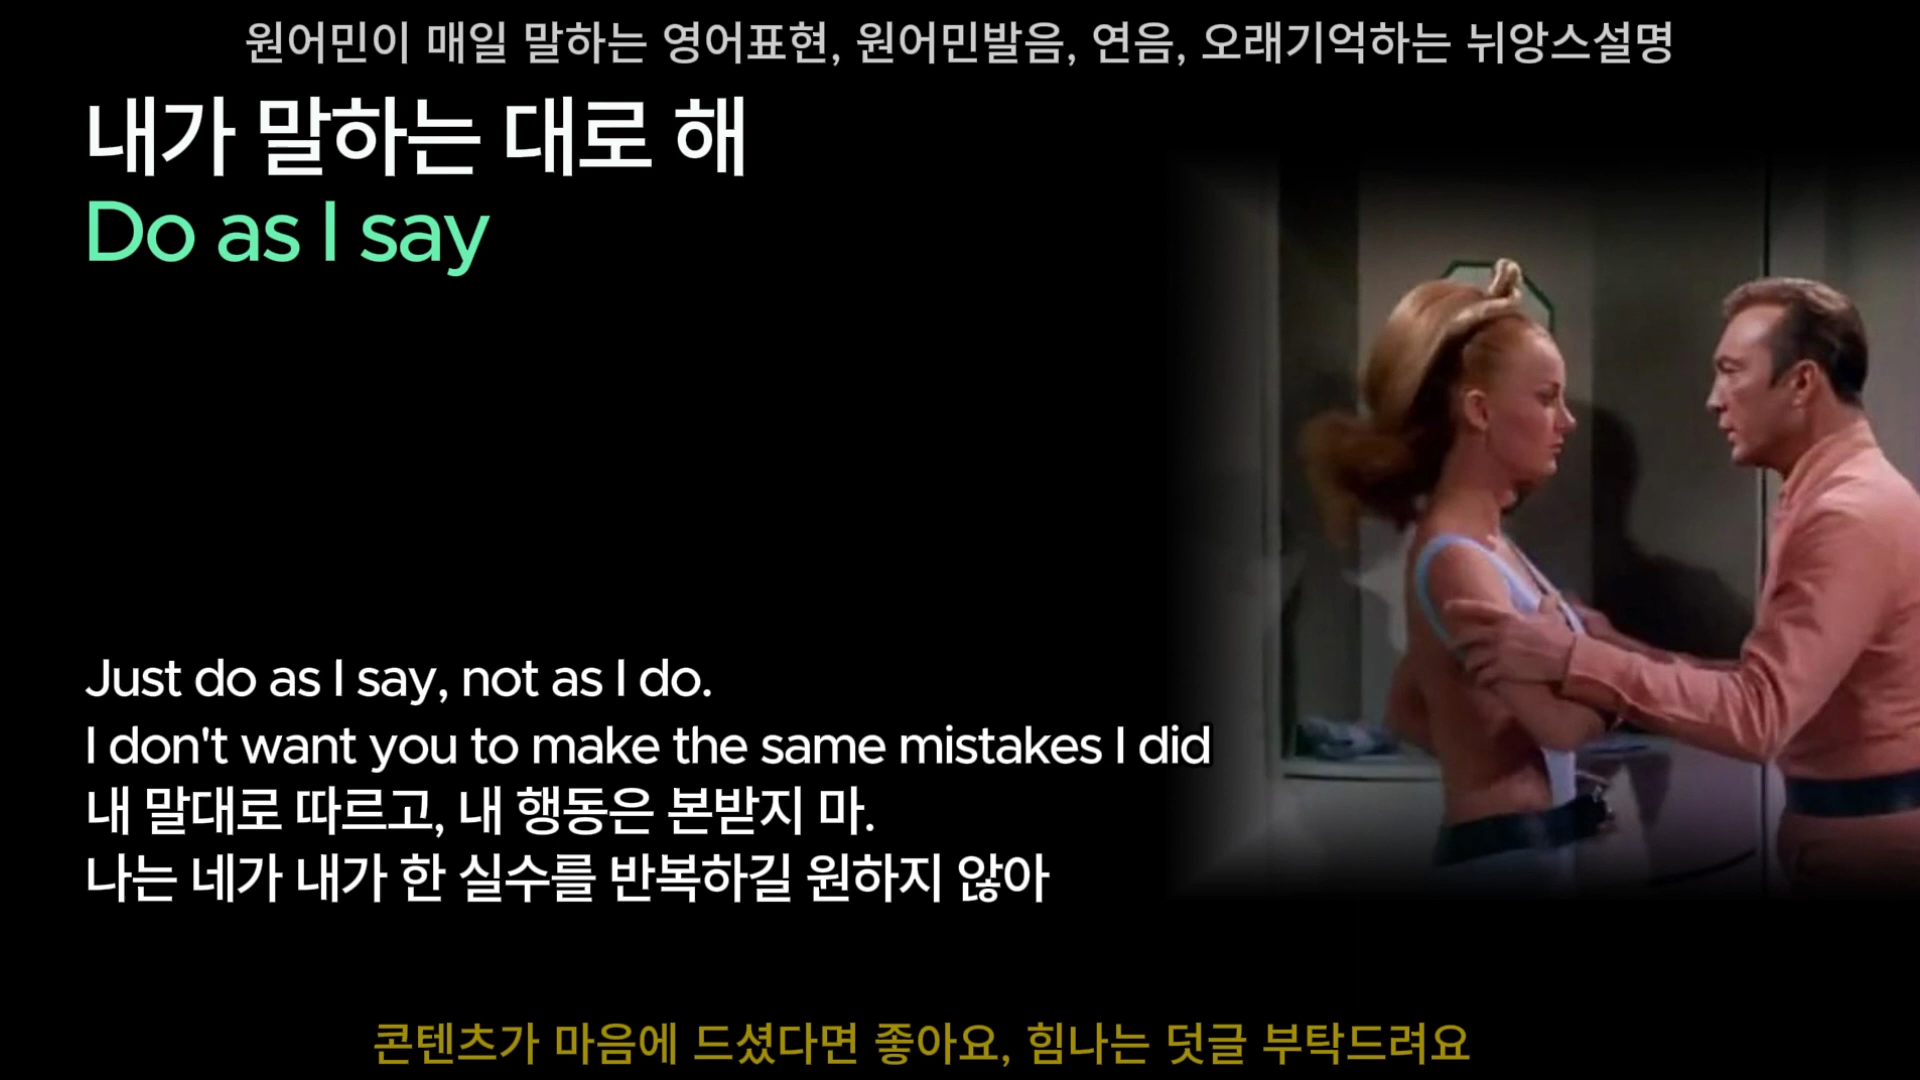 원어민이 매일 말하는 영어표현, 원어민발음, 연음, 오래기억하는 뉘앙스설명
내가 말하는 대로 해
Do as I say
Just do as I say, not as I do.
I don't want you to make the same mistakes I did
내 말대로 따르고, 내 행동은 본받지 마.
나는 네가 내가 한 실수를 반복하길 원하지 않아
콘텐츠가 마음에 드셨다면 좋아요, 힘나는 덧글 부탁드려요